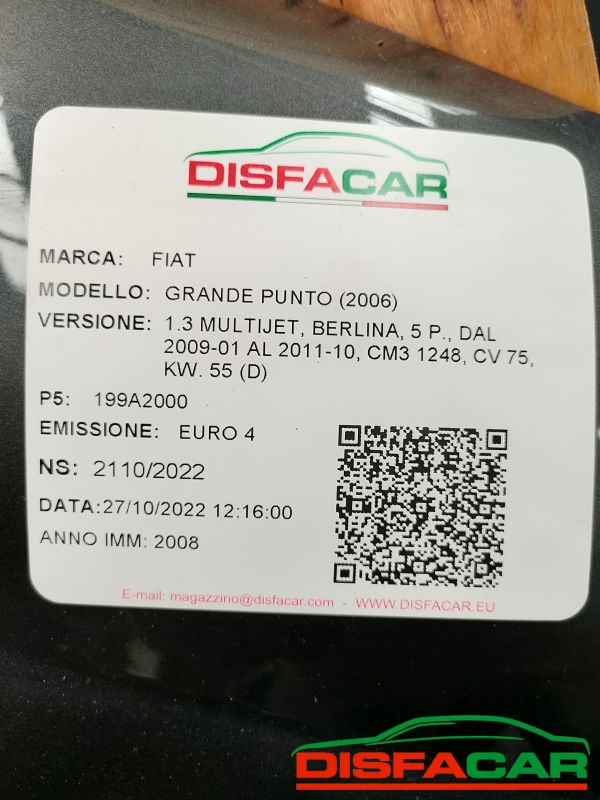 DISFACAR
MARCA: FIAT
MODELLO: GRANDE PUNTO (2006)
VERSIONE: 1.3 MULTIJET, BERLINA, 5 P., DAL
2009-01 AL 2011-10, CM3 1248, CV 75,
KW. 55 (D)
P5: 199A2000
EMISSIONE: EURO 4
NS: 2110/2022
DATA:27/10/2022 12:16:00
ANNO IMM: 2008
E-mail: magazzino@disfacar.com - WWW.DISFACAR.EU
DISFACAR